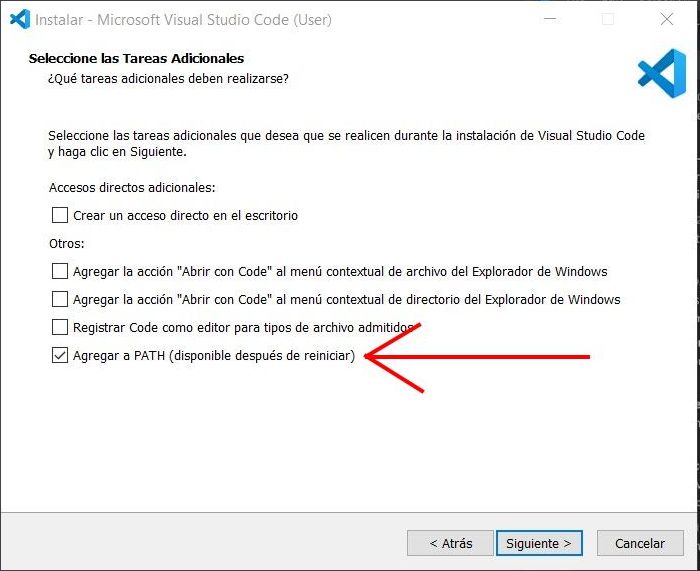 Instalar - Microsoft Visual Studio Code (User)
Seleccione las Tareas Adicionales
¿Qué tareas adicionales deben realizarse?
Seleccione las tareas adicionales que desea que se realicen durante la instalación de Visual Studio Code
y haga clic en Siguiente.
Accesos directos adicionales:
Crear un acceso directo en el escritorio
Otros:
Agregar la acción "Abrir con Code" al menú contextual de archivo del Explorador de Windows
Agregar la acción "Abrir con Code" al menú contextual de directorio del Explorador de Windows
Registrar Code como editor para tipos de archivo admitidos
Agregar a PATH (disponible después de reiniciar)
< Atrás
Siguiente >
Cancelar